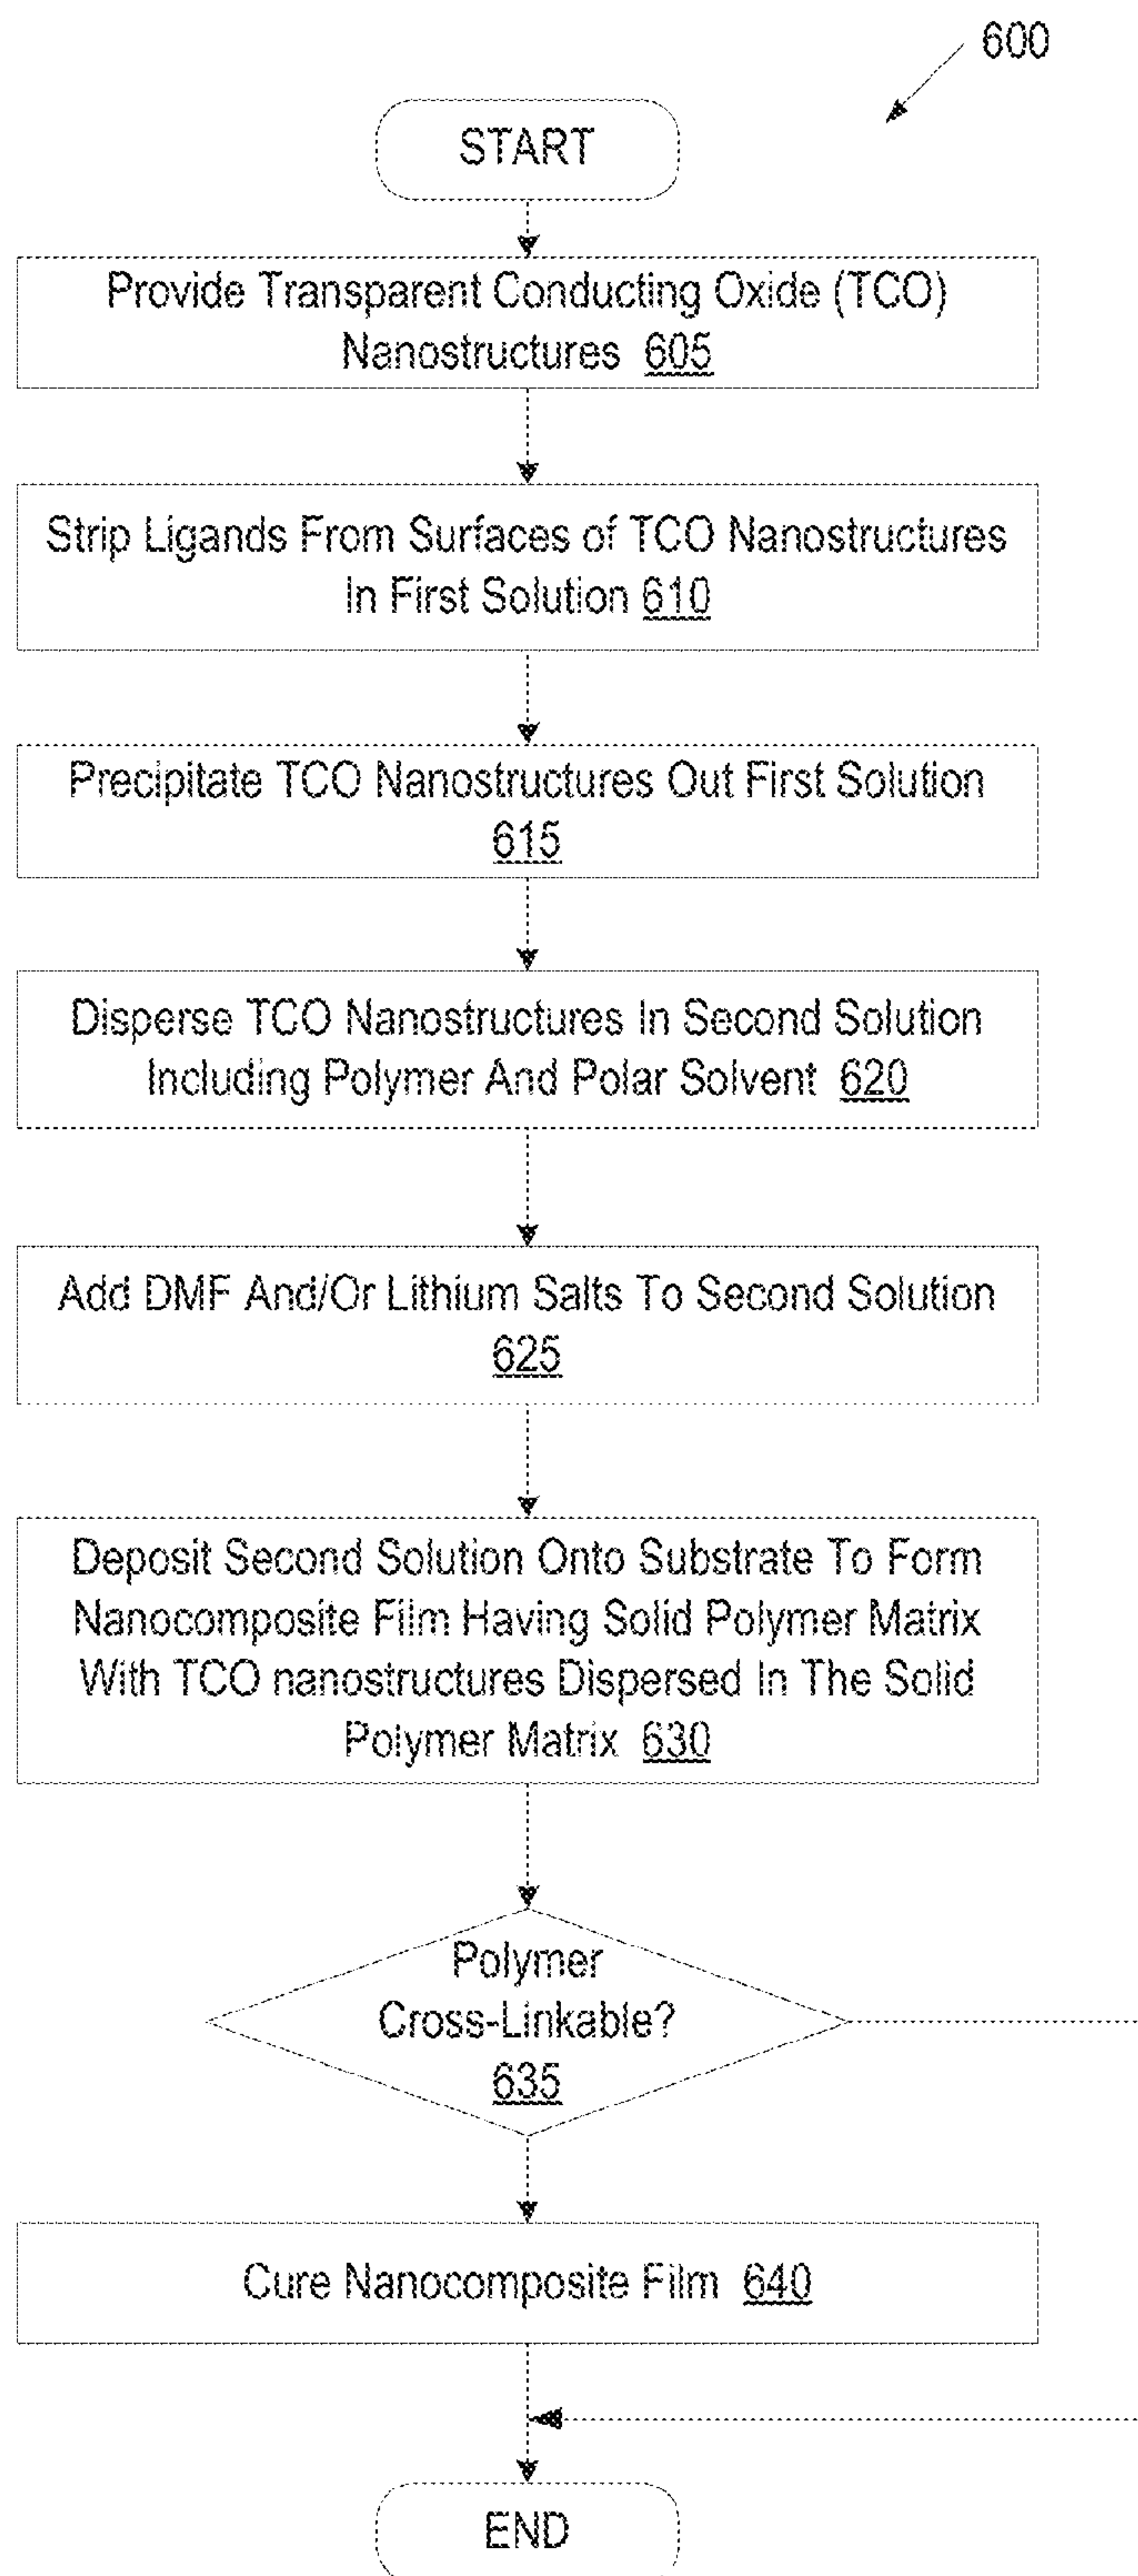 600
START
Provide Transparent Conducting Oxide (TCO)
Nanostructures 605
Strip Ligands From Surfaces of TCO Nanostructures
In First Solution 610
Precipitate TCO Nanostructures Out First Solution
615
Disperse TCO Nanostructures In Second Solution
Including Polymer And Polar Solvent 620
Add DMF And/Or Lithium Salts To Second Solution
625
Deposit Second Solution Onto Substrate To Form
Nanocomposite Film Having Solid Polymer Matrix
With TCO nanostructures Dispersed In The Solid
Polymer Matrix 630
Polymer
Cross-Linkable?
635
Cure Nanocomposite Film 640
END